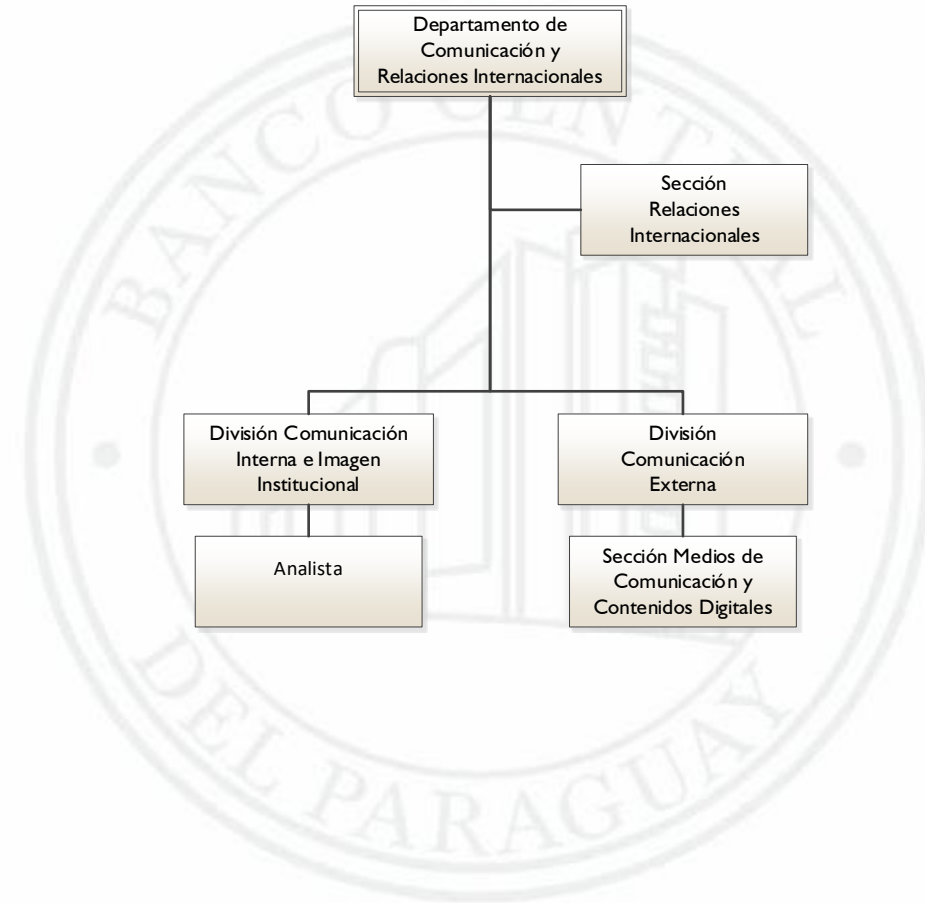 Departamento de
Comunicación y
Relaciones Internacionales
Sección
Relaciones
Internacionales
División Comunicación
Interna e Imagen
Institucional
División
Comunicación
Externa
Analista
Sección Medios de
Comunicación y
Contenidos Digitales
BANCO CENTRAL
DEL PARAGUAY